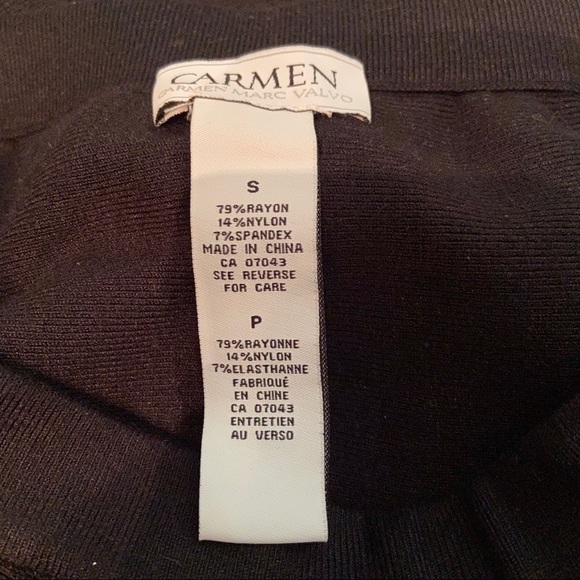 CARMEN
CARMEN MARC VALVO
S
79%RAYON
14%NYLON
7%SPANDEX
MADE IN CHINA
CA 07043
SEE REVERSE
FOR CARE
P
79%RAYONNE
14%NYLON
7%ELASTHANNE
FABRIQUÉ
EN CHINE
CA 07043
ENTRETIEN
AU VERSO